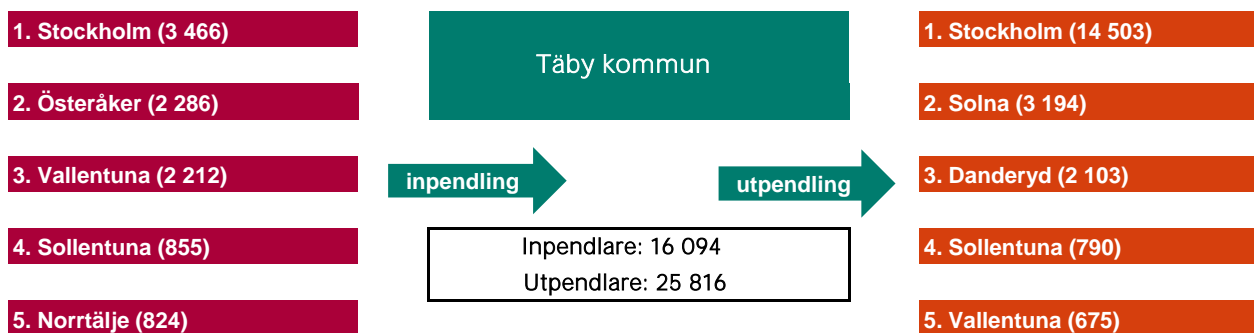 1. Stockholm (3 466)
2. Österåker (2 286)
3. Vallentuna (2 212)
4. Sollentuna (855)
5. Norrtälje (824)
Täby kommun
inpendling
utpendling
Inpendlare: 16 094
Utpendlare: 25 816
1. Stockholm (14 503)
2. Solna (3 194)
3. Danderyd (2 103)
4. Sollentuna (790)
5. Vallentuna (675)